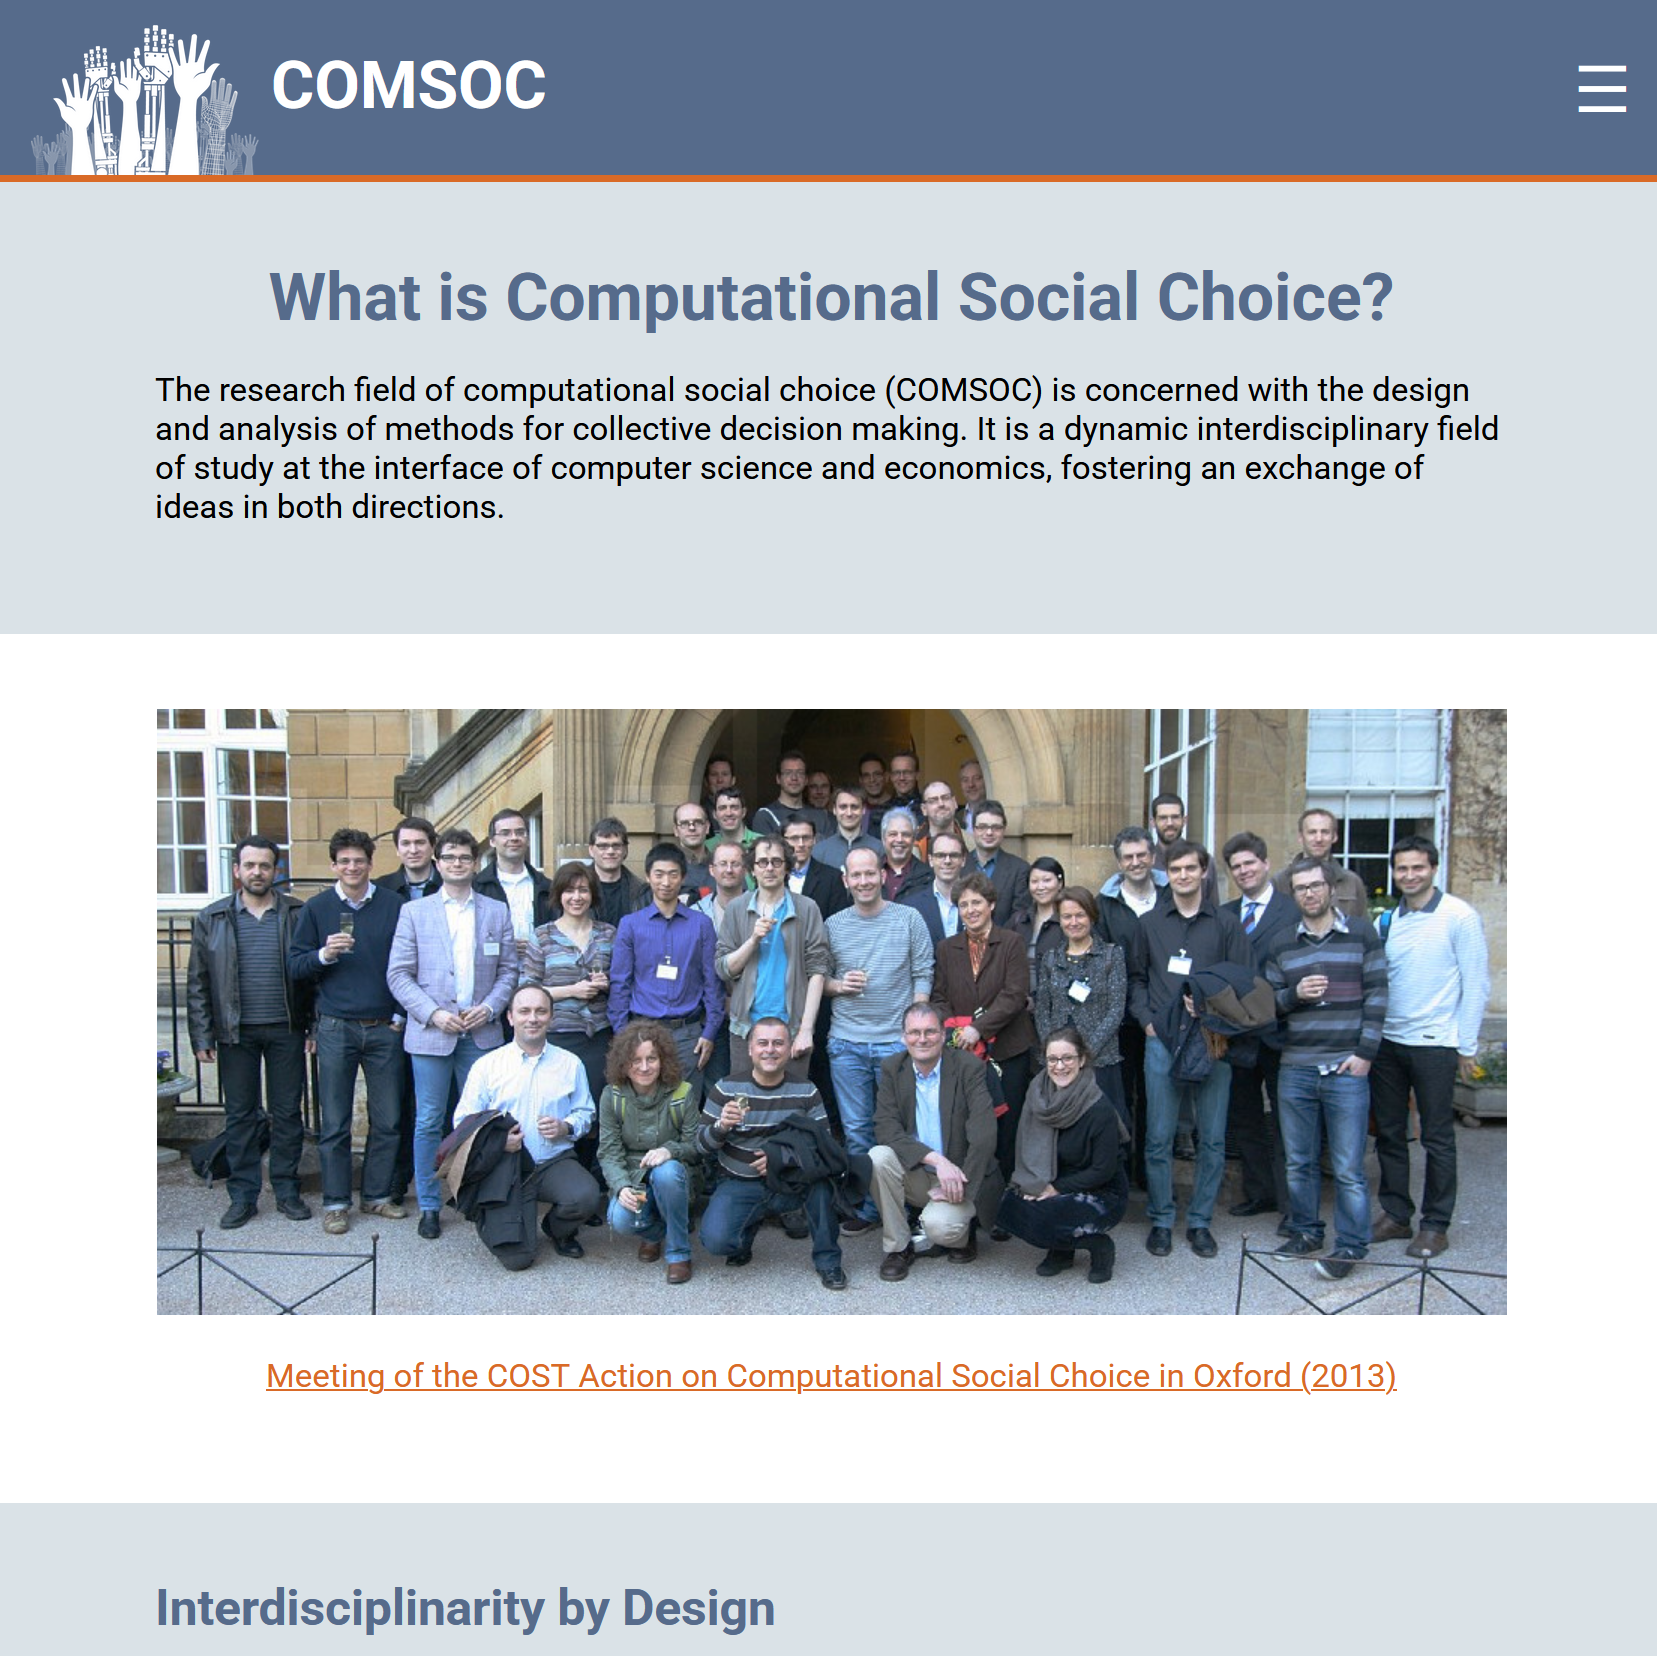 COMSOC
What is Computational Social Choice?
The research field of computational social choice (COMSOC) is concerned with the design
and analysis of methods for collective decision making. It is a dynamic interdisciplinary field
of study at the interface of computer science and economics, fostering an exchange of
ideas in both directions.
Meeting of the COST Action on Computational Social Choice in Oxford (2013)
Interdisciplinarity by Design